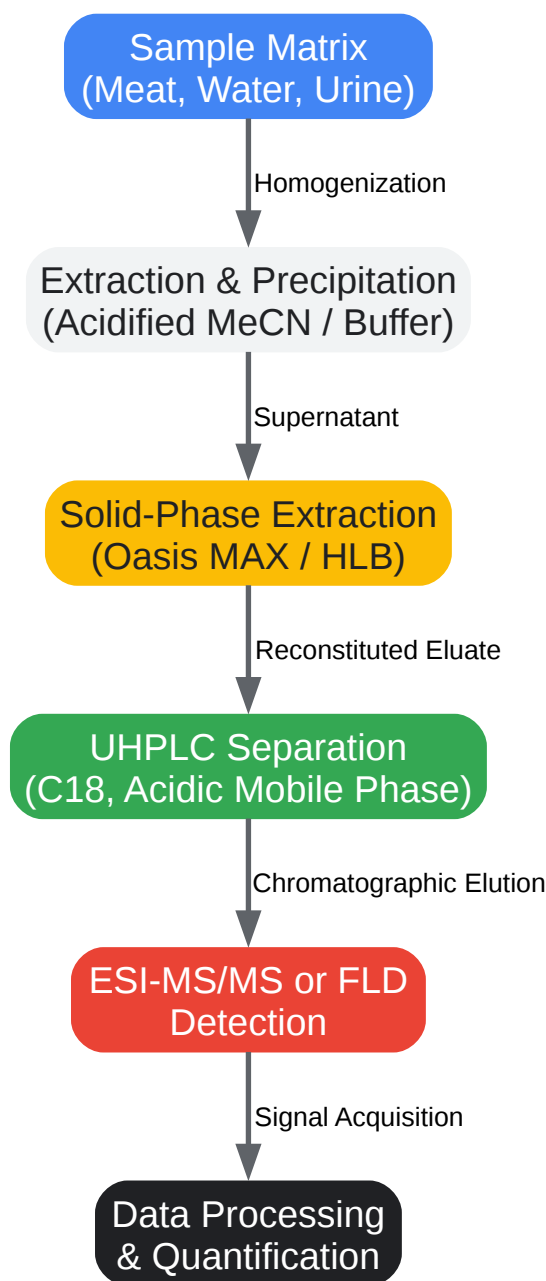 Sample Matrix
(Meat, Water, Urine)
Homogenization
Extraction & Precipitation
(Acidified MeCN / Buffer)
Supernatant
Solid-Phase Extraction
(Oasis MAX / HLB)
Reconstituted Eluate
UHPLC Separation
(C18, Acidic Mobile Phase)
Chromatographic Elution
ESI-MS/MS or FLD
Detection
Signal Acquisition
Data Processing
& Quantification